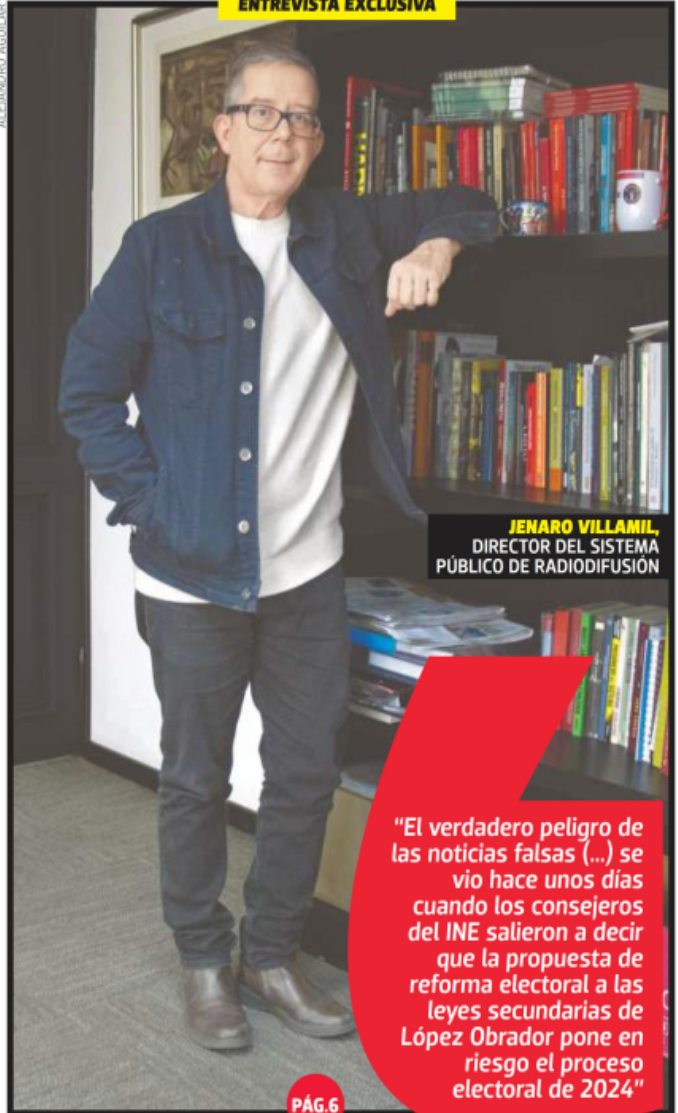 ENTREVISTA EXCLUSIVA
ALEJANDRO AGUILAR
JENARO VILLAMIL,
DIRECTOR DEL SISTEMA
PÚBLICO DE RADIODIFUSIÓN
“El verdadero peligro de
las noticias falsas (...) se
vio hace unos días
cuando los consejeros
del INE salieron a decir
que la propuesta de
reforma electoral a las
leyes secundarias de
López Obrador pone en
riesgo el proceso
electoral de 2024”
PÁG.6